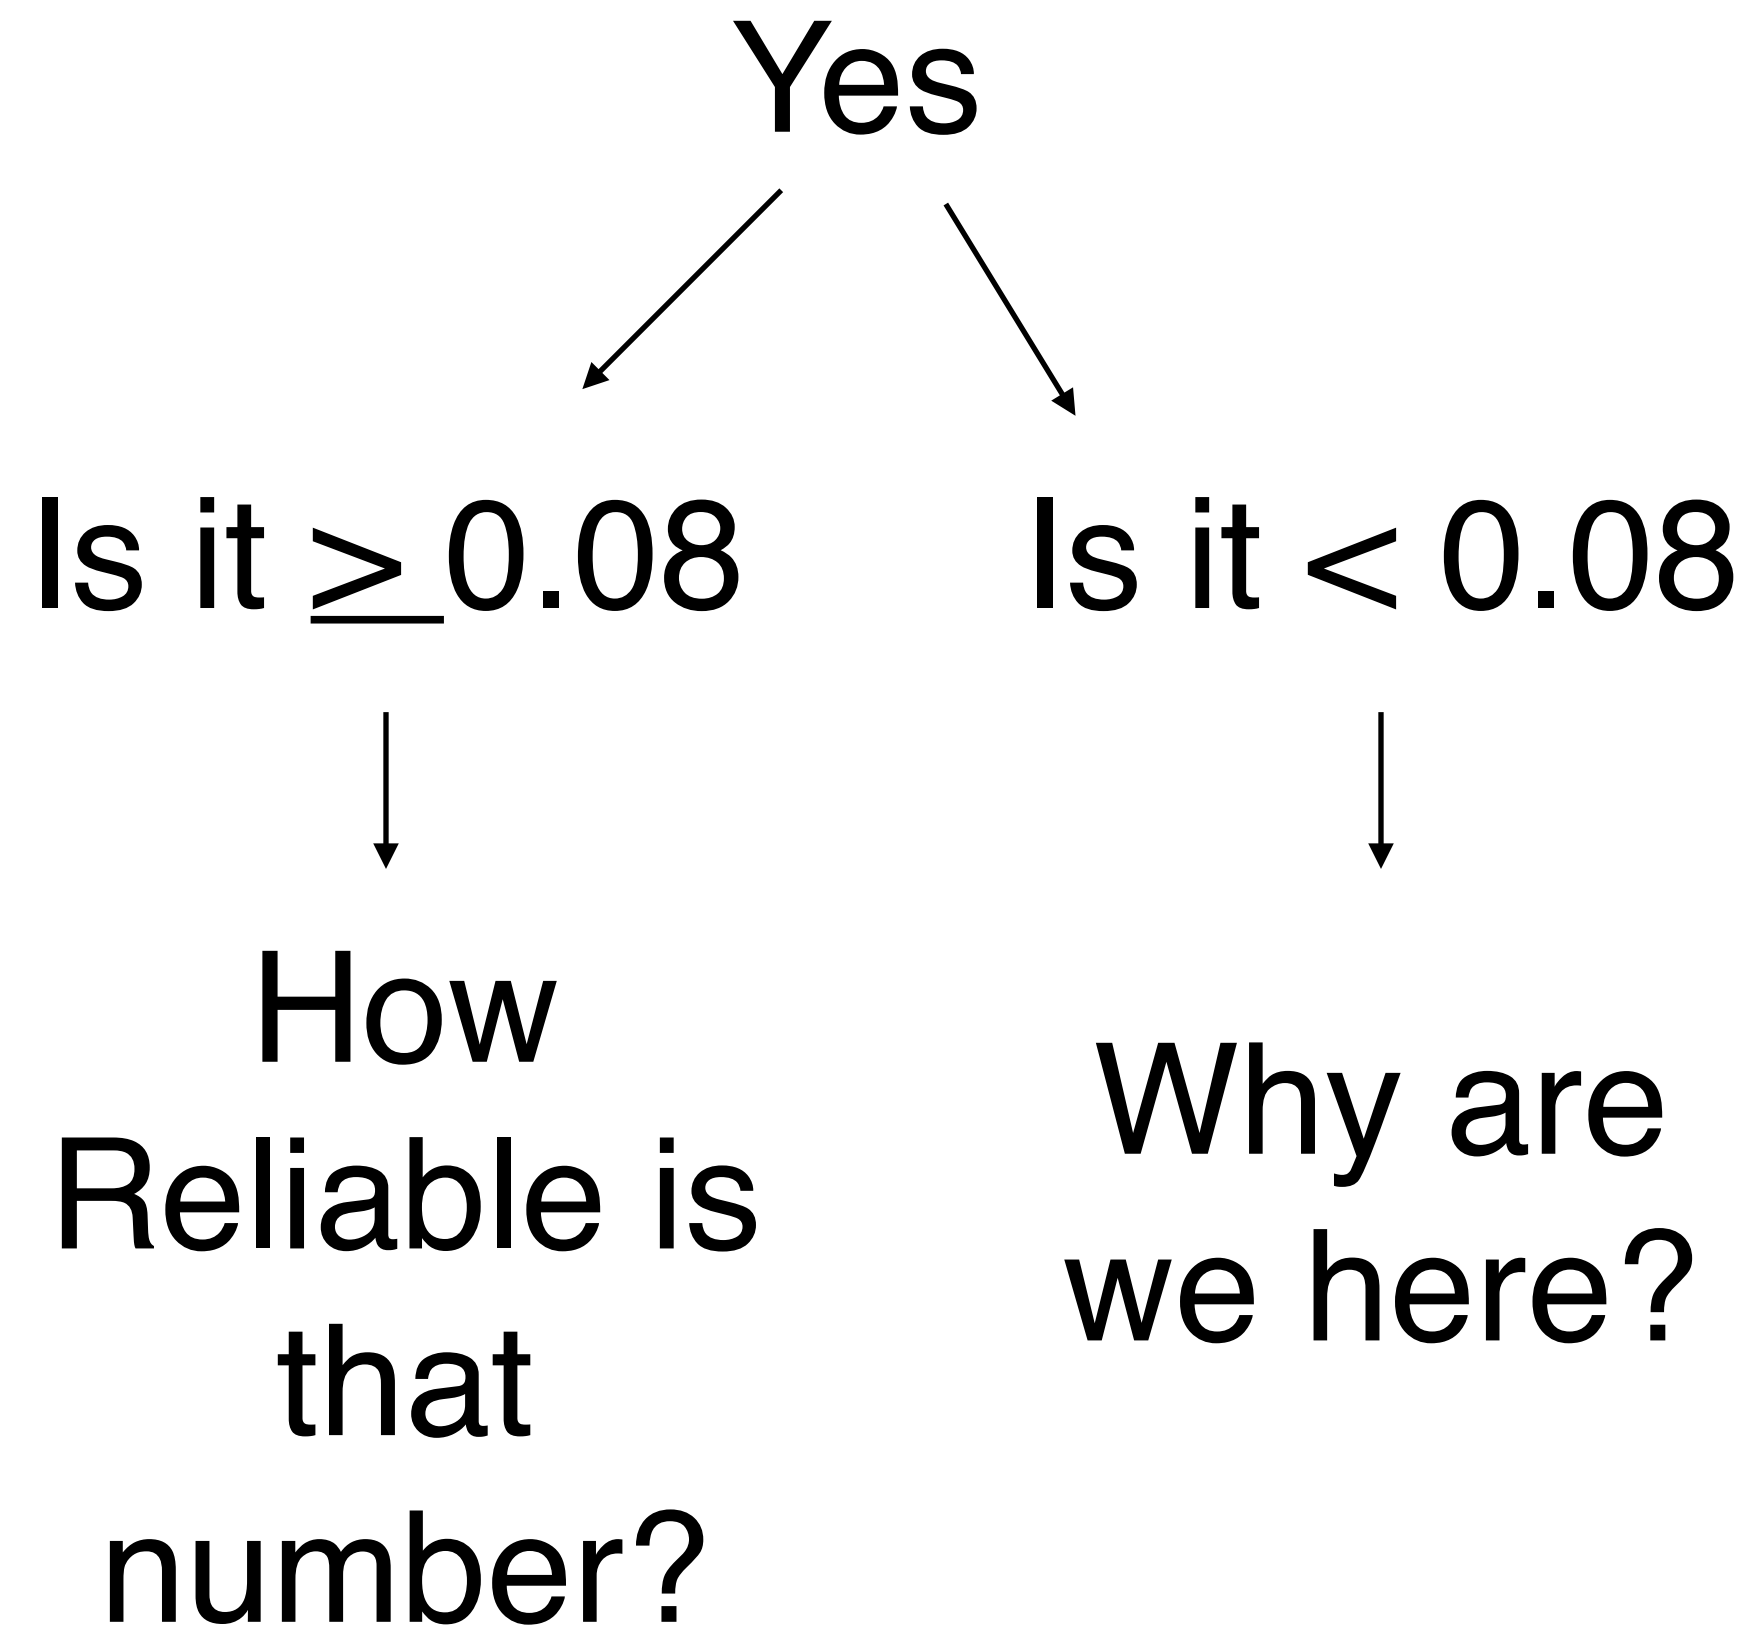 Yes
Is it ≥ 0.08
Is it < 0.08
How
Reliable is
that
number?
Why are
we here?